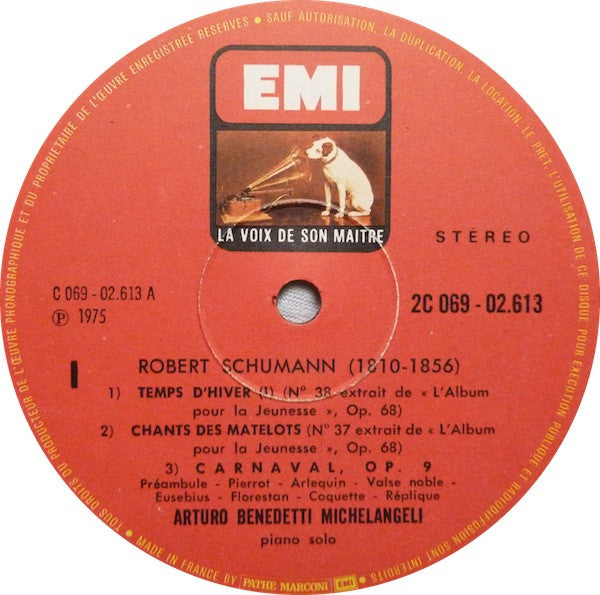 TOUS DROITS DU PRODUCTEUR DE L'ŒUVRE PHONOGRAPHIQUE ET DU PROPRIETAIRE DE L'ŒUVRE ENREGISTREE RESERVES • SAUF AUTORISATION, LA DUPLICATION, LA LOCATION, LE PRET, L'UTILISATION DE CE DISQUE POUR EXECUTION PUBLIQUE ET RADIODIFFUSION SONT INTERDITS •
EMI
LA VOIX DE SON MAITRE
STEREO
C 069 - 02.613 A
2C 069 - 02.613
Ⓟ 1975
I
ROBERT SCHUMANN (1810-1856)
1) TEMPS D'HIVER (I) (N° 38 extrait de « L'Album
pour la Jeunesse », Op. 68)
2) CHANTS DES MATELOTS (N° 37 extrait de « L'Album
pour la Jeunesse », Op. 68)
3) CARNAVAL, OP. 9
Préambule - Pierrot - Arlequin - Valse noble -
Eusebius - Florestan - Coquette - Réplique
ARTURO BENEDETTI MICHELANGELI
piano solo
• MADE IN FRANCE BY PATHE MARCONI EMI